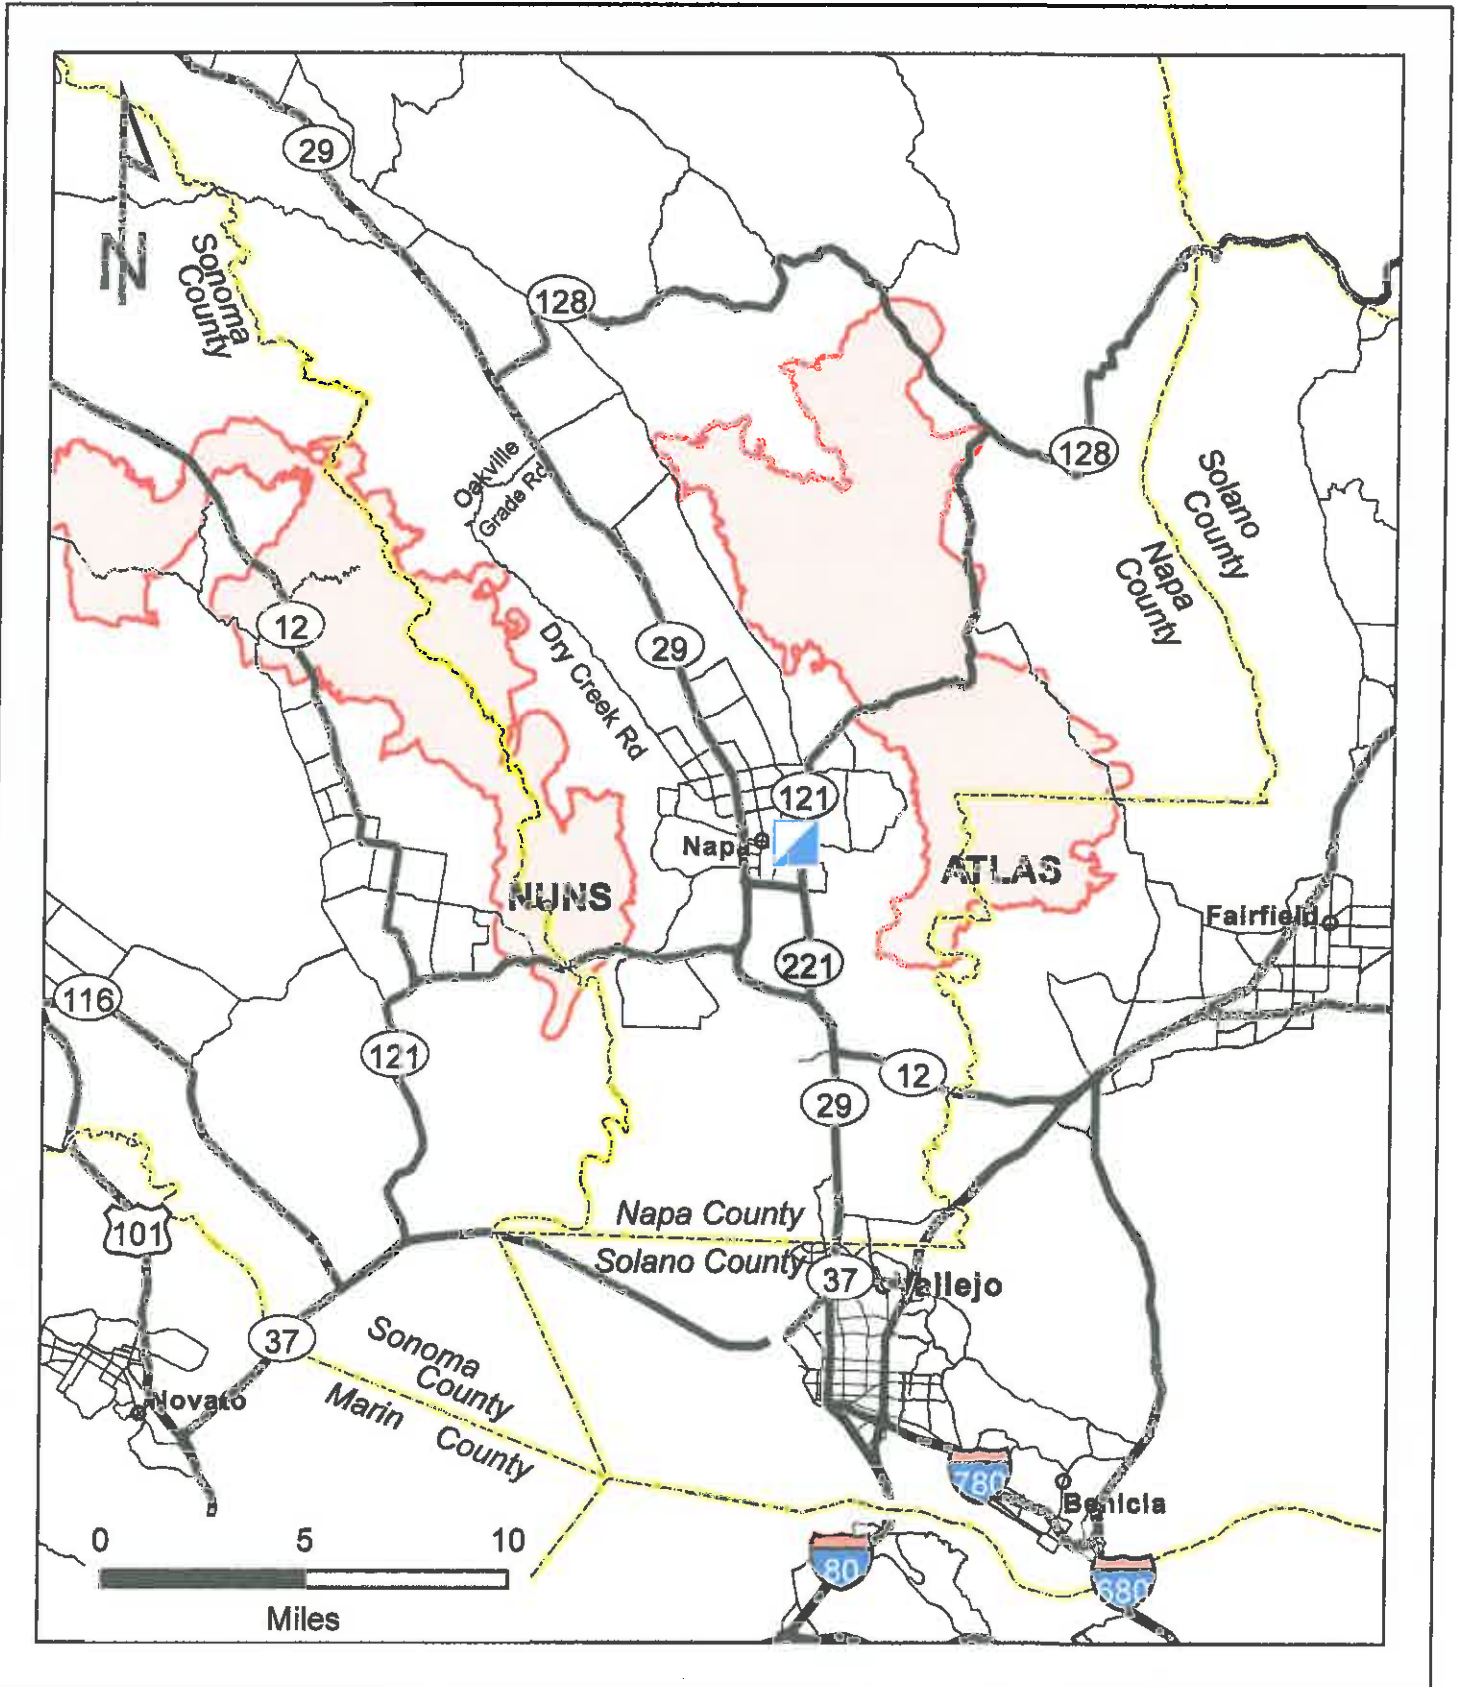 29
N
Sonoma
County
128
128
Oakville
Grade Rd
Solano
County
Napa
County
12
29
Dry Creek Rd
121
Napa
NUNS
ATLAS
Fairfield
221
116
121
12
29
101
Napa County
Solano County
37
Vallejo
37
Sonoma
County
Marin County
Novato
780
Benicia
0 5 10
80
680
Miles